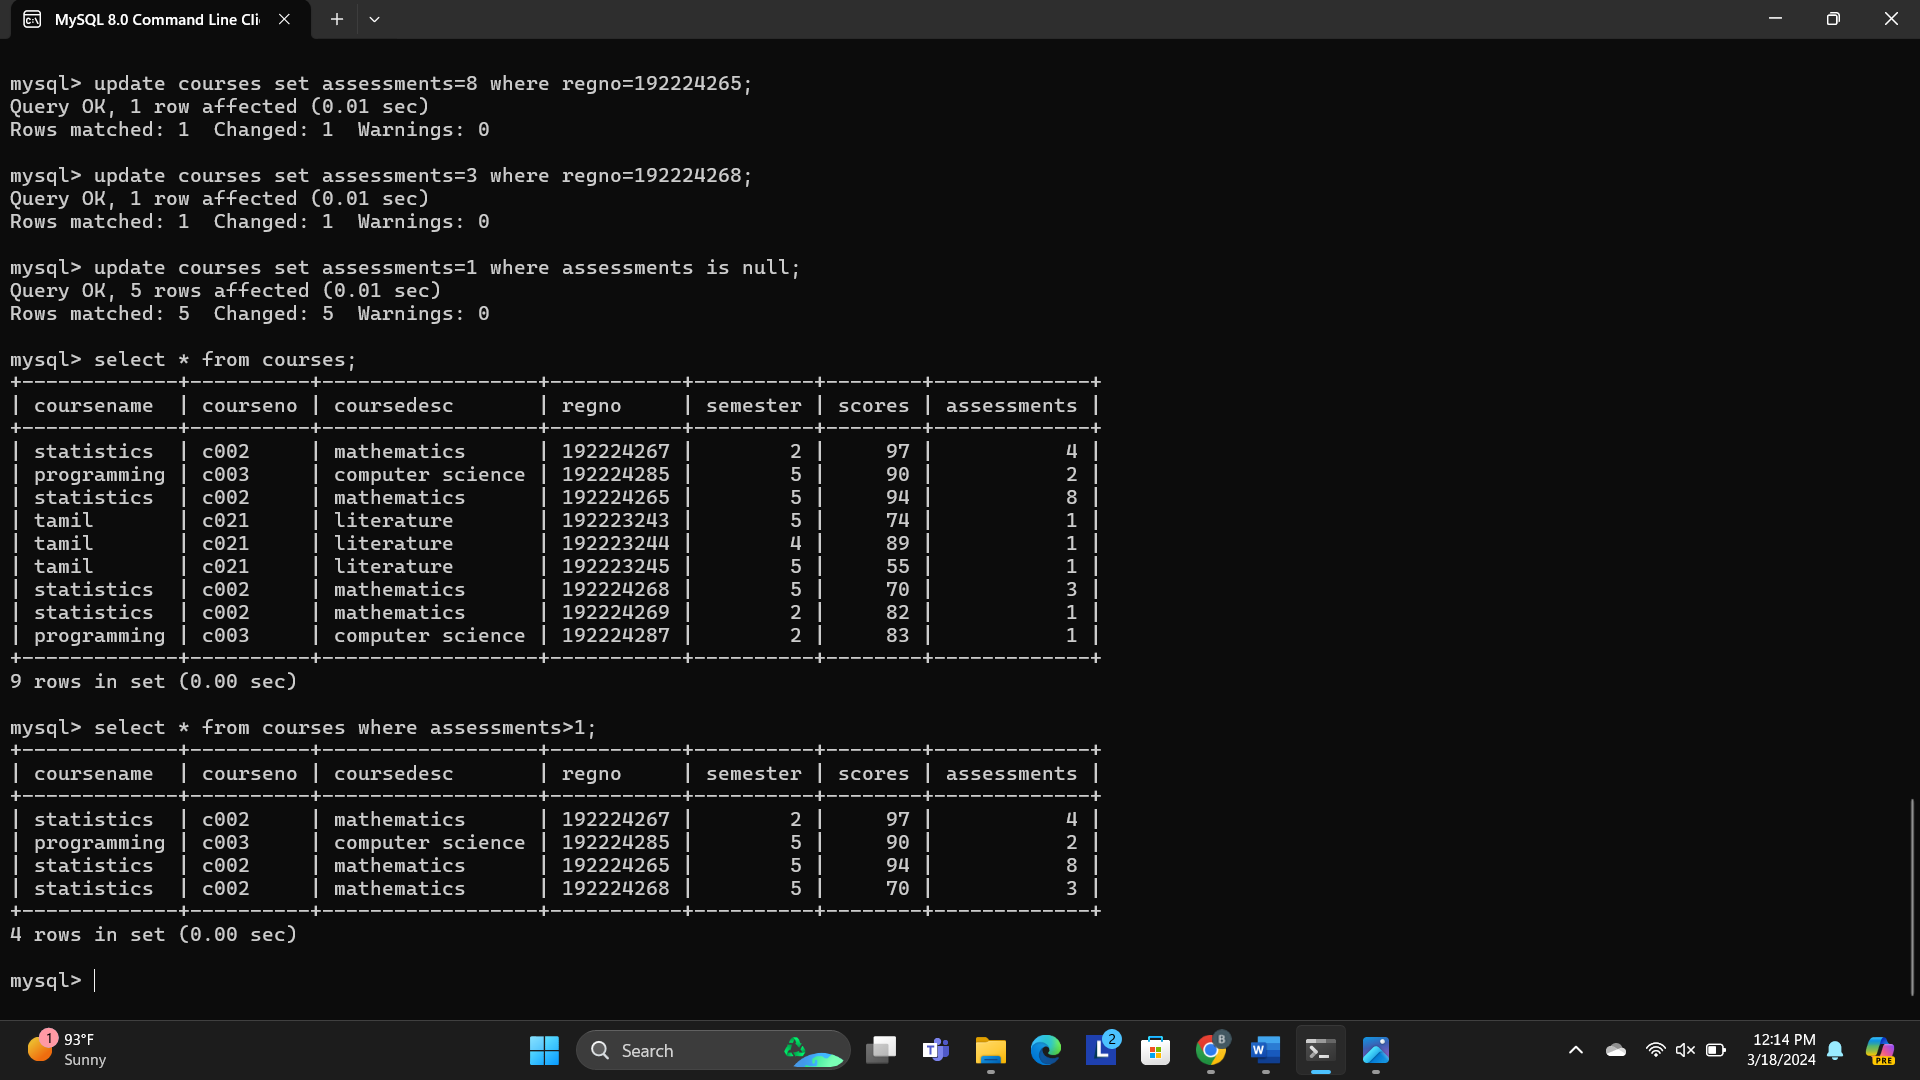 MySQL 8.0 Command Line Cli
mysql> update courses set assessments=8 where regno=192224265;
Query OK, 1 row affected (0.01 sec)
Rows matched: 1  Changed: 1  Warnings: 0
mysql> update courses set assessments=3 where regno=192224268;
Query OK, 1 row affected (0.01 sec)
Rows matched: 1  Changed: 1  Warnings: 0
mysql> update courses set assessments=1 where assessments is null;
Query OK, 5 rows affected (0.01 sec)
Rows matched: 5  Changed: 5  Warnings: 0
mysql> select * from courses;
+-------------+----------+------------------+-----------+----------+--------+-------------+
| coursename  | courseno | coursedesc       | regno     | semester | scores | assessments |
+-------------+----------+------------------+-----------+----------+--------+-------------+
| statistics  | c002     | mathematics      | 192224267 |        2 |     97 |           4 |
| programming | c003     | computer science | 192224285 |        5 |     90 |           2 |
| statistics  | c002     | mathematics      | 192224265 |        5 |     94 |           8 |
| tamil       | c021     | literature       | 192223243 |        5 |     74 |           1 |
| tamil       | c021     | literature       | 192223244 |        4 |     89 |           1 |
| tamil       | c021     | literature       | 192223245 |        5 |     55 |           1 |
| statistics  | c002     | mathematics      | 192224268 |        5 |     70 |           3 |
| statistics  | c002     | mathematics      | 192224269 |        2 |     82 |           1 |
| programming | c003     | computer science | 192224287 |        2 |     83 |           1 |
+-------------+----------+------------------+-----------+----------+--------+-------------+
9 rows in set (0.00 sec)
mysql> select * from courses where assessments>1;
+-------------+----------+------------------+-----------+----------+--------+-------------+
| coursename  | courseno | coursedesc       | regno     | semester | scores | assessments |
+-------------+----------+------------------+-----------+----------+--------+-------------+
| statistics  | c002     | mathematics      | 192224267 |        2 |     97 |           4 |
| programming | c003     | computer science | 192224285 |        5 |     90 |           2 |
| statistics  | c002     | mathematics      | 192224265 |        5 |     94 |           8 |
| statistics  | c002     | mathematics      | 192224268 |        5 |     70 |           3 |
+-------------+----------+------------------+-----------+----------+--------+-------------+
4 rows in set (0.00 sec)
mysql>
1
93°F
Sunny
Search
T
L
2
B
W
12:14 PM
3/18/2024
PRE